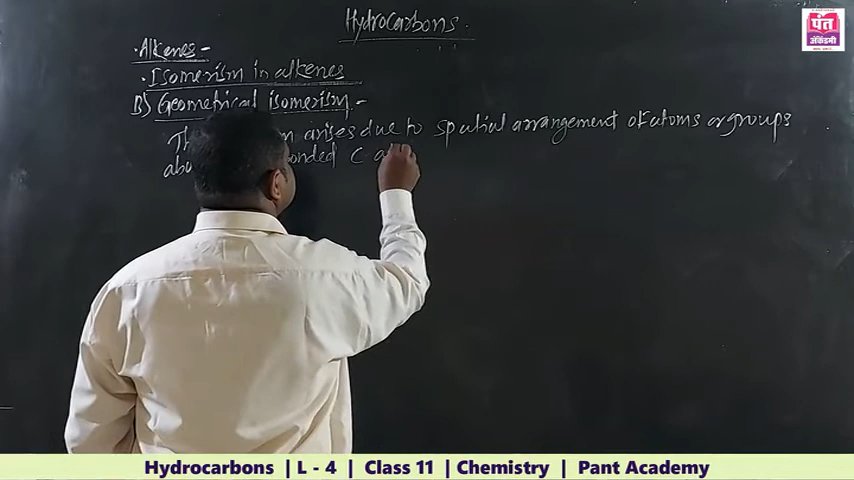 Hydrocarbons.
पंत
अ‍ॅकॅडमी
• Alkenes -
• Isomerism in alkenes
B) Geometrical isomerism -
arises due to spatial arrangement of atoms or groups
C
Hydrocarbons | L - 4 | Class 11 | Chemistry | Pant Academy